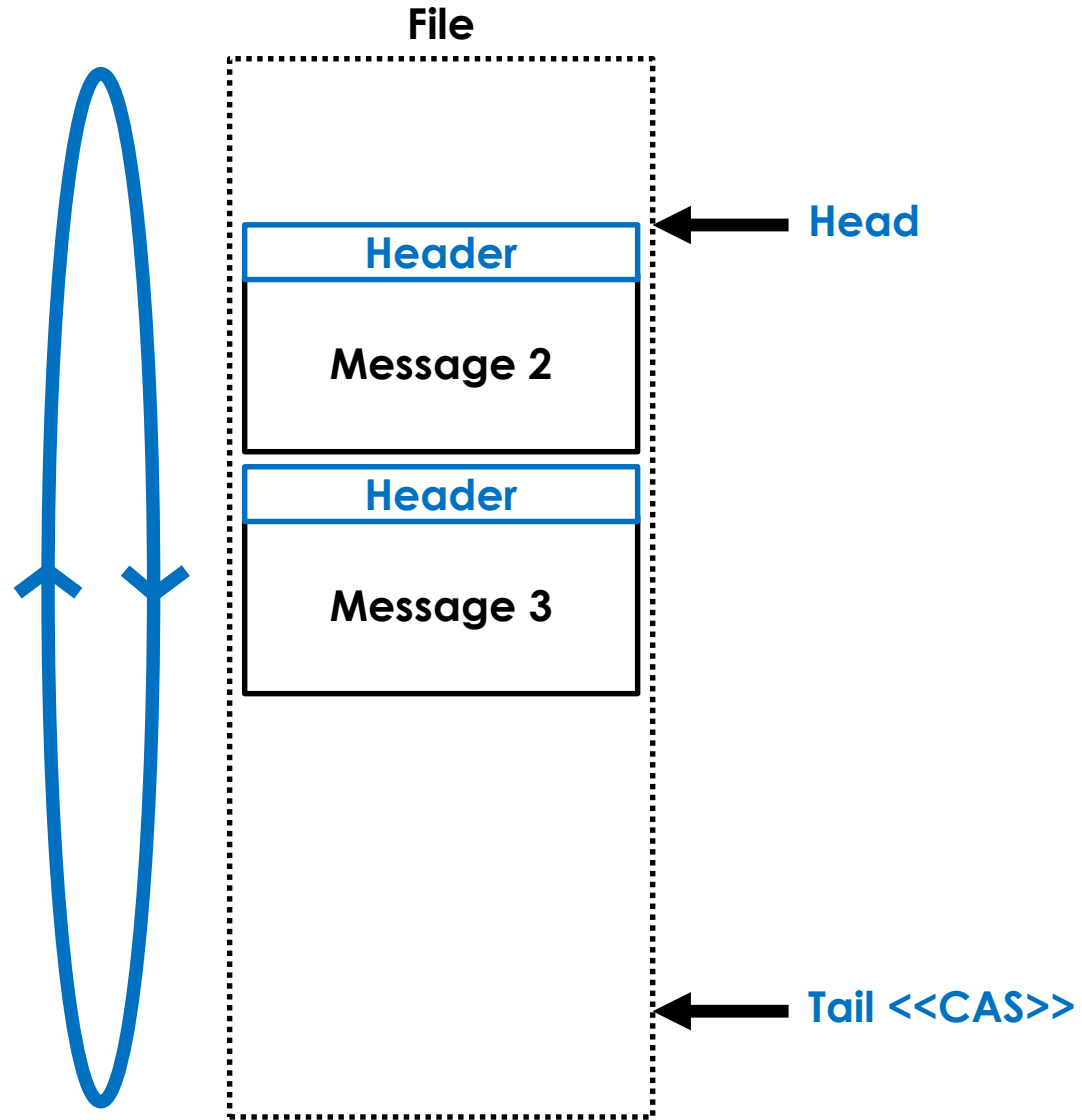 File
Head
Header
Message 2
Header
Message 3
Tail <<CAS>>